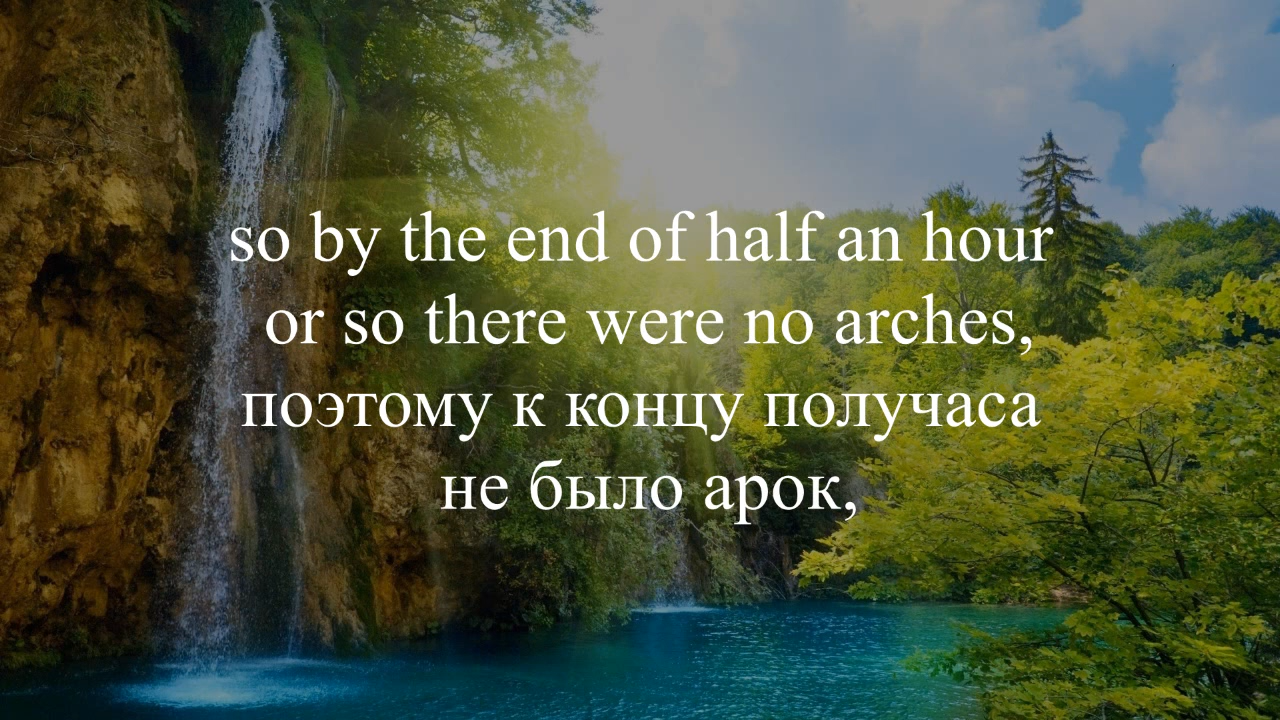 so by the end of half an hour
or so there were no arches,
поэтому к концу получаса
не было арок,